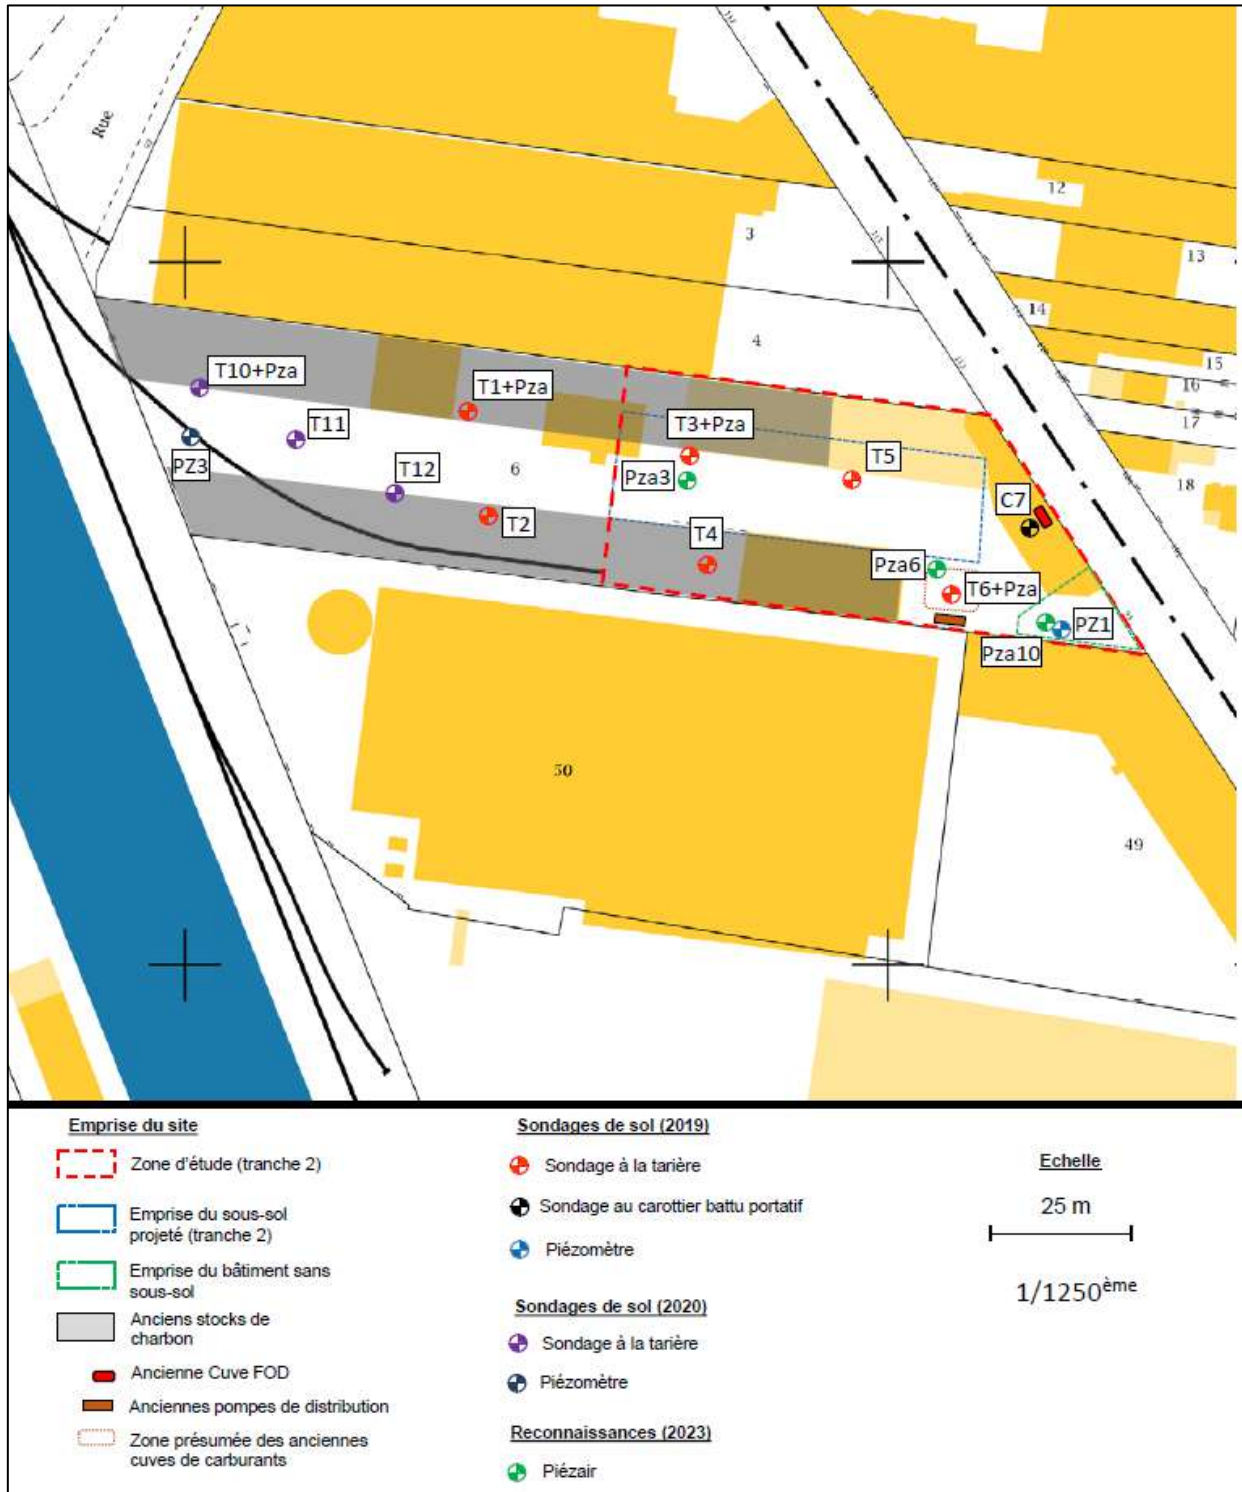 Rue
12
3
13
14
4
15
16
17
T10+Pza
T1+Pza
T3+Pza
T11
T5
PZ3
T12
6
Pza3
18
C7
T2
T4
Pza6
T6+Pza
PZ1
Pza10
50
49
Emprise du site
Zone d'étude (tranche 2)
Emprise du sous-sol
projeté (tranche 2)
Emprise du bâtiment sans
sous-sol
Anciens stocks de
charbon
Ancienne Cuve FOD
Anciennes pompes de distribution
Zone présumée des anciennes
cuves de carburants
Sondages de sol (2019)
Sondage à la tarière
Sondage au carottier battu portatif
Piézomètre
Sondages de sol (2020)
Sondage à la tarière
Piézomètre
Reconnaissances (2023)
Piézair
Echelle
25 m
1/1250ème